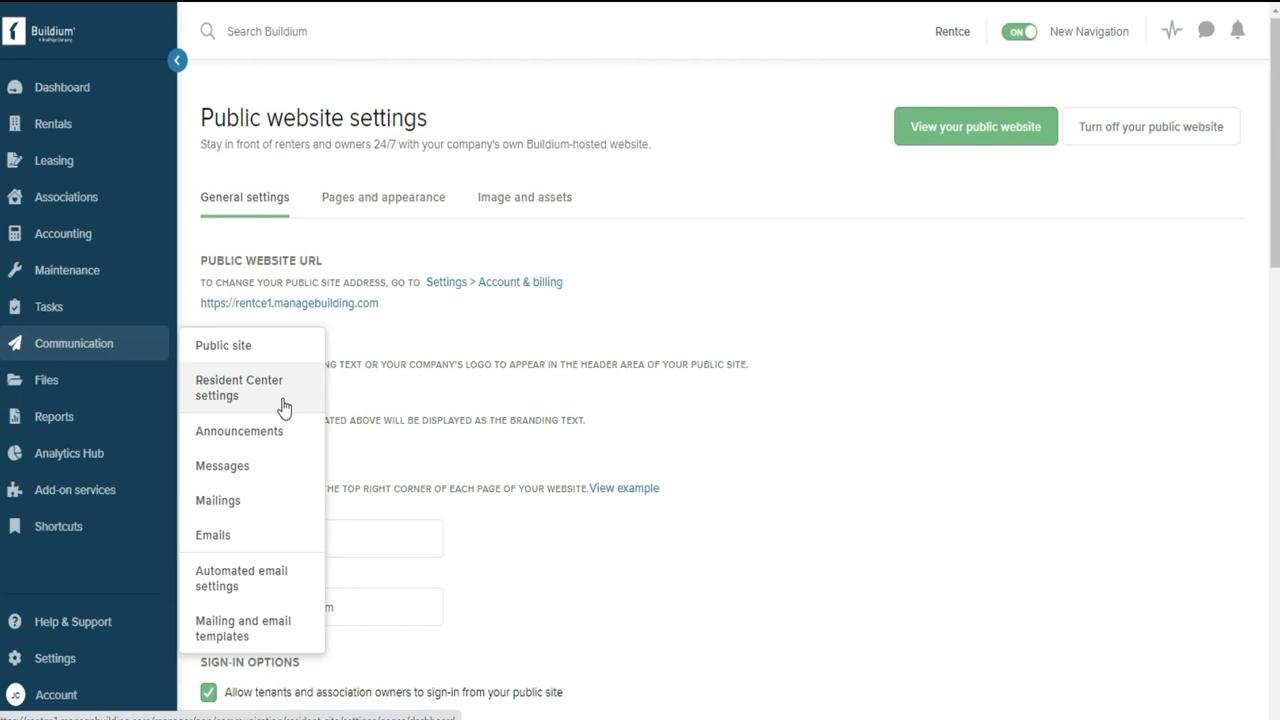 Buildium®
Search Buildium
Rentce
ON
New Navigation
Dashboard
Rentals
Leasing
Associations
Accounting
Maintenance
Tasks
Communication
Files
Reports
Analytics Hub
Add-on services
Shortcuts
Help & Support
Settings
JC
Account
Public website settings
Stay in front of renters and owners 24/7 with your company's own Buildium-hosted website.
View your public website
Turn off your public website
General settings
Pages and appearance
Image and assets
PUBLIC WEBSITE URL
TO CHANGE YOUR PUBLIC SITE ADDRESS, GO TO Settings > Account & billing
https://rentce1.managebuilding.com
Public site
Resident Center
settings
Announcements
Messages
Mailings
Emails
Automated email
settings
Mailing and email
templates
TEXT OR YOUR COMPANY'S LOGO TO APPEAR IN THE HEADER AREA OF YOUR PUBLIC SITE.
ABOVE WILL BE DISPLAYED AS THE BRANDING TEXT.
THE TOP RIGHT CORNER OF EACH PAGE OF YOUR WEBSITE.View example
m
SIGN-IN OPTIONS
Allow tenants and association owners to sign-in from your public site